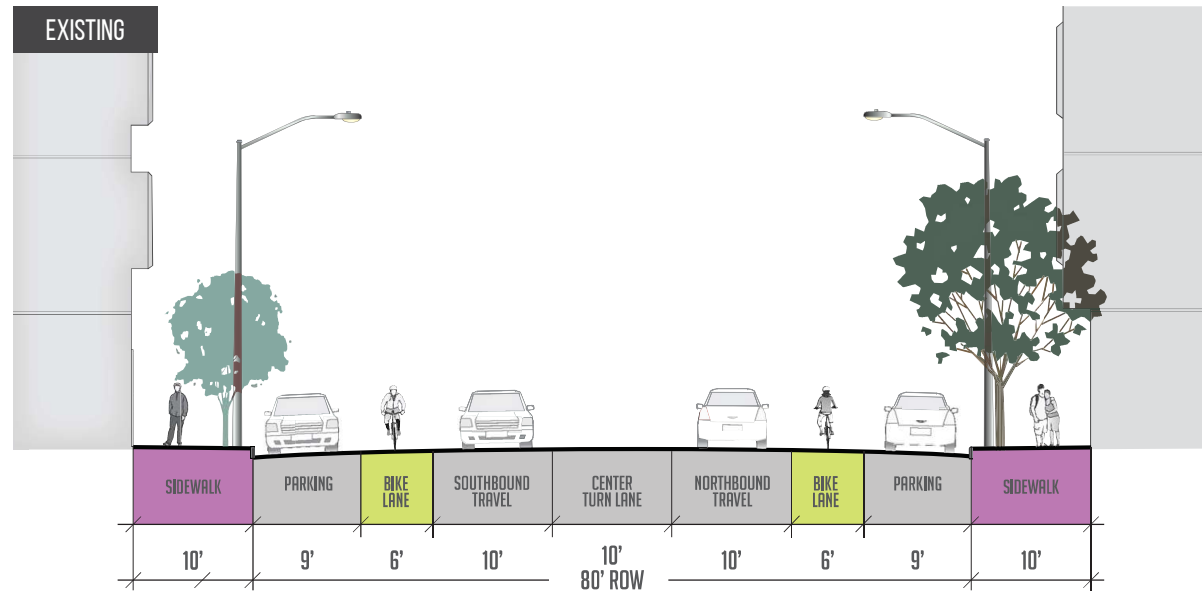 EXISTING
SIDEWALK
PARKING
BIKE
LANE
SOUTHBOUND
TRAVEL
CENTER
TURN LANE
NORTHBOUND
TRAVEL
BIKE
LANE
PARKING
SIDEWALK
10'
9'
6'
10'
10'
10'
6'
9'
10'
80' ROW